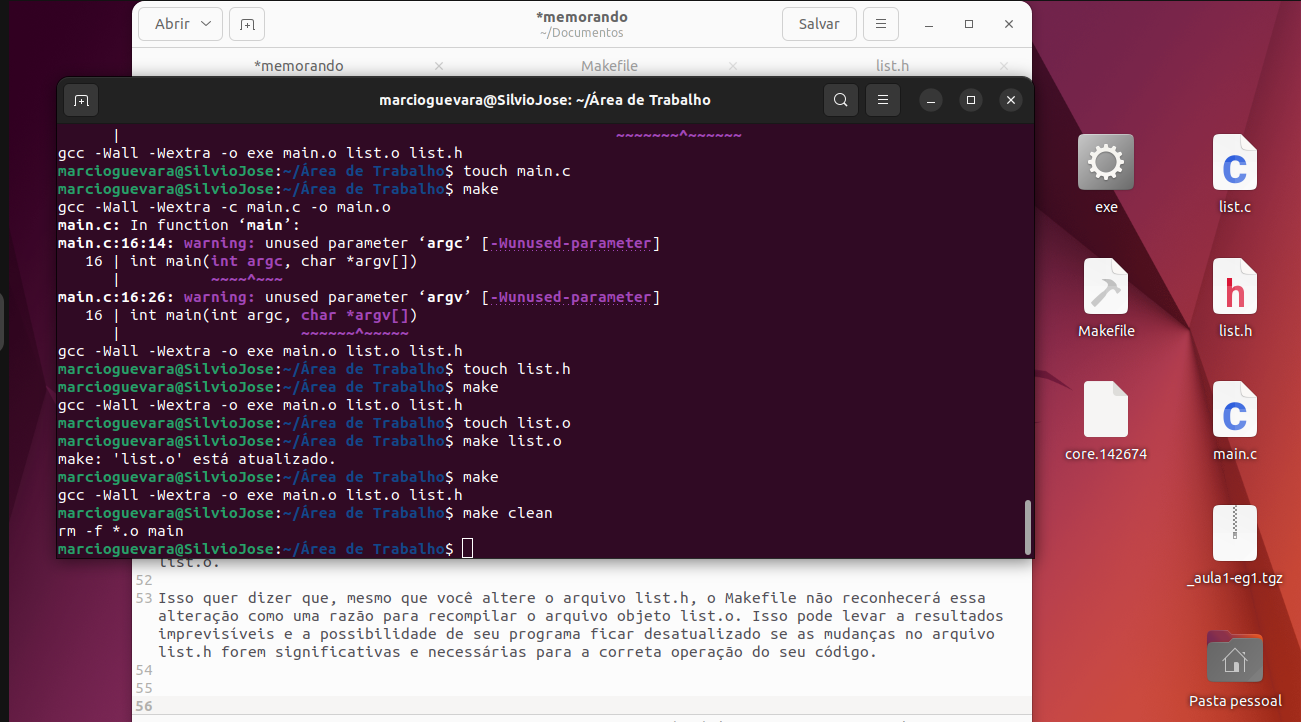 Abrir
*memorando
~/Documentos
Salvar
*memorando
Makefile
list.h
marcioguevara@SilvioJose: ~/Área de Trabalho
| ~~~~~~~^~~~~~~
gcc -Wall -Wextra -o exe main.o list.o list.h
marcioguevara@SilvioJose:~/Área de Trabalho$ touch main.c
marcioguevara@SilvioJose:~/Área de Trabalho$ make
gcc -Wall -Wextra -c main.c -o main.o
main.c: In function ‘main’:
main.c:16:14: warning: unused parameter ‘argc’ [-Wunused-parameter]
16 | int main(int argc, char *argv[])
| ~~~~^~~~
main.c:16:26: warning: unused parameter ‘argv’ [-Wunused-parameter]
16 | int main(int argc, char *argv[])
| ~~~~~~^~~~~~
gcc -Wall -Wextra -o exe main.o list.o list.h
marcioguevara@SilvioJose:~/Área de Trabalho$ touch list.h
marcioguevara@SilvioJose:~/Área de Trabalho$ make
gcc -Wall -Wextra -o exe main.o list.o list.h
marcioguevara@SilvioJose:~/Área de Trabalho$ touch list.o
marcioguevara@SilvioJose:~/Área de Trabalho$ make list.o
make: 'list.o' está atualizado.
marcioguevara@SilvioJose:~/Área de Trabalho$ make
gcc -Wall -Wextra -o exe main.o list.o list.h
marcioguevara@SilvioJose:~/Área de Trabalho$ make clean
rm -f *.o main
marcioguevara@SilvioJose:~/Área de Trabalho$
list.o.
52
53 Isso quer dizer que, mesmo que você altere o arquivo list.h, o Makefile não reconhecerá essa
alteração como uma razão para recompilar o arquivo objeto list.o. Isso pode levar a resultados
imprevisíveis e a possibilidade de seu programa ficar desatualizado se as mudanças no arquivo
list.h forem significativas e necessárias para a correta operação do seu código.
54
55
56
exe
list.c
Makefile
list.h
core.142674
main.c
_aula1-eg1.tgz
Pasta pessoal